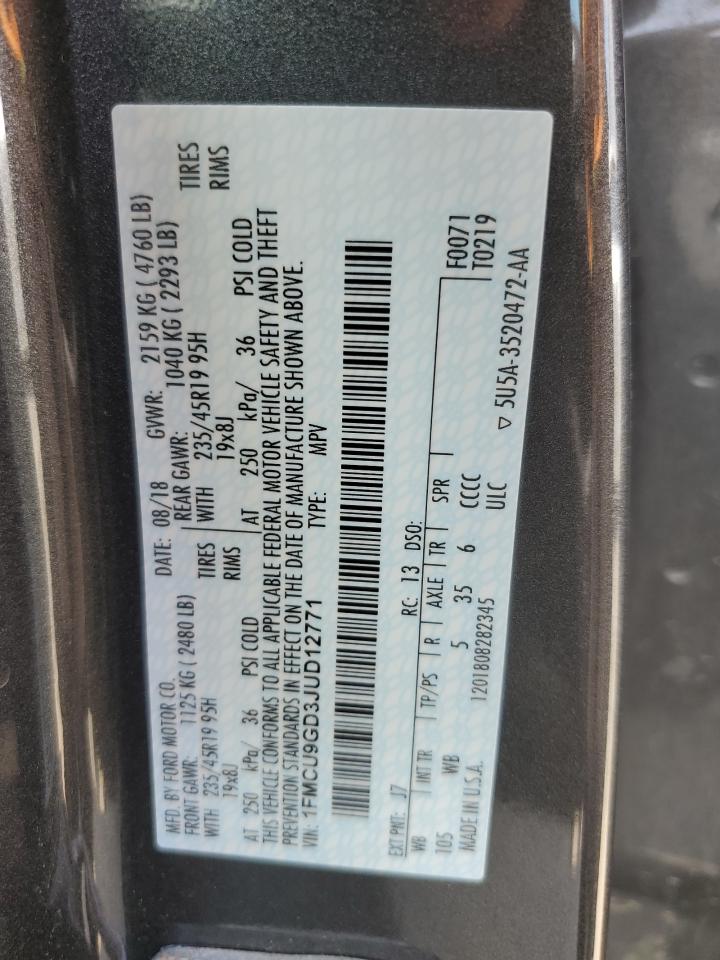 MFD. BY FORD MOTOR CO. DATE: 08/18 GVWR: 2159 KG ( 4760 LB)
FRONT GAWR: 1125 KG ( 2480 LB) REAR GAWR: 1040 KG ( 2293 LB)
WITH 235/45R19 95H TIRES WITH 235/45R19 95H TIRES
19x8J RIMS 19x8J RIMS
AT 250 kPa/ 36 PSI COLD AT 250 kPa/ 36 PSI COLD
THIS VEHICLE CONFORMS TO ALL APPLICABLE FEDERAL MOTOR VEHICLE SAFETY AND THEFT
PREVENTION STANDARDS IN EFFECT ON THE DATE OF MANUFACTURE SHOWN ABOVE.
VIN: 1FMCU9GD3JUD12771 TYPE: MPV
EXT PNT: J7 RC: 13 DSO:
WB INT TR TP/PS R AXLE TR SPR F0071
105 WB 5 35 6 CCCC T0219
MADE IN U.S.A. 1201808282345 ULC
▽ 5U5A-3520472-AA